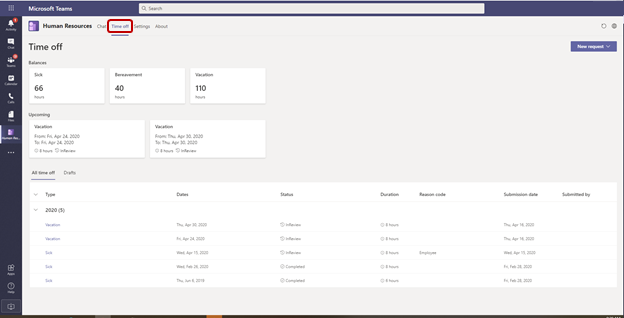 Microsoft Teams
Search
Activity
Chat
Teams
Calendar
Calls
Files
Human Re...
Apps
Help
Human Resources Chat Time off Settings About
Time off
New request
Balances
Sick
66
hours
Bereavement
40
hours
Vacation
110
hours
Upcoming
Vacation
From: Fri, Apr 24, 2020
To: Fri, Apr 24, 2020
8 hours InReview
Vacation
From: Thu, Apr 30, 2020
To: Thu, Apr 30, 2020
8 hours InReview
All time off Drafts
Type Dates Status Duration Reason code Submission date Submitted by
2020 (5)
Vacation Thu, Apr 30, 2020 InReview 8 hours Thu, Apr 16, 2020
Vacation Fri, Apr 24, 2020 InReview 8 hours Thu, Apr 16, 2020
Sick Wed, Apr 15, 2020 InReview 8 hours Employee Wed, Apr 15, 2020
Sick Wed, Feb 26, 2020 Completed 8 hours Fri, Feb 28, 2020
Sick Thu, Jun 6, 2019 Completed 8 hours Fri, Feb 28, 2020